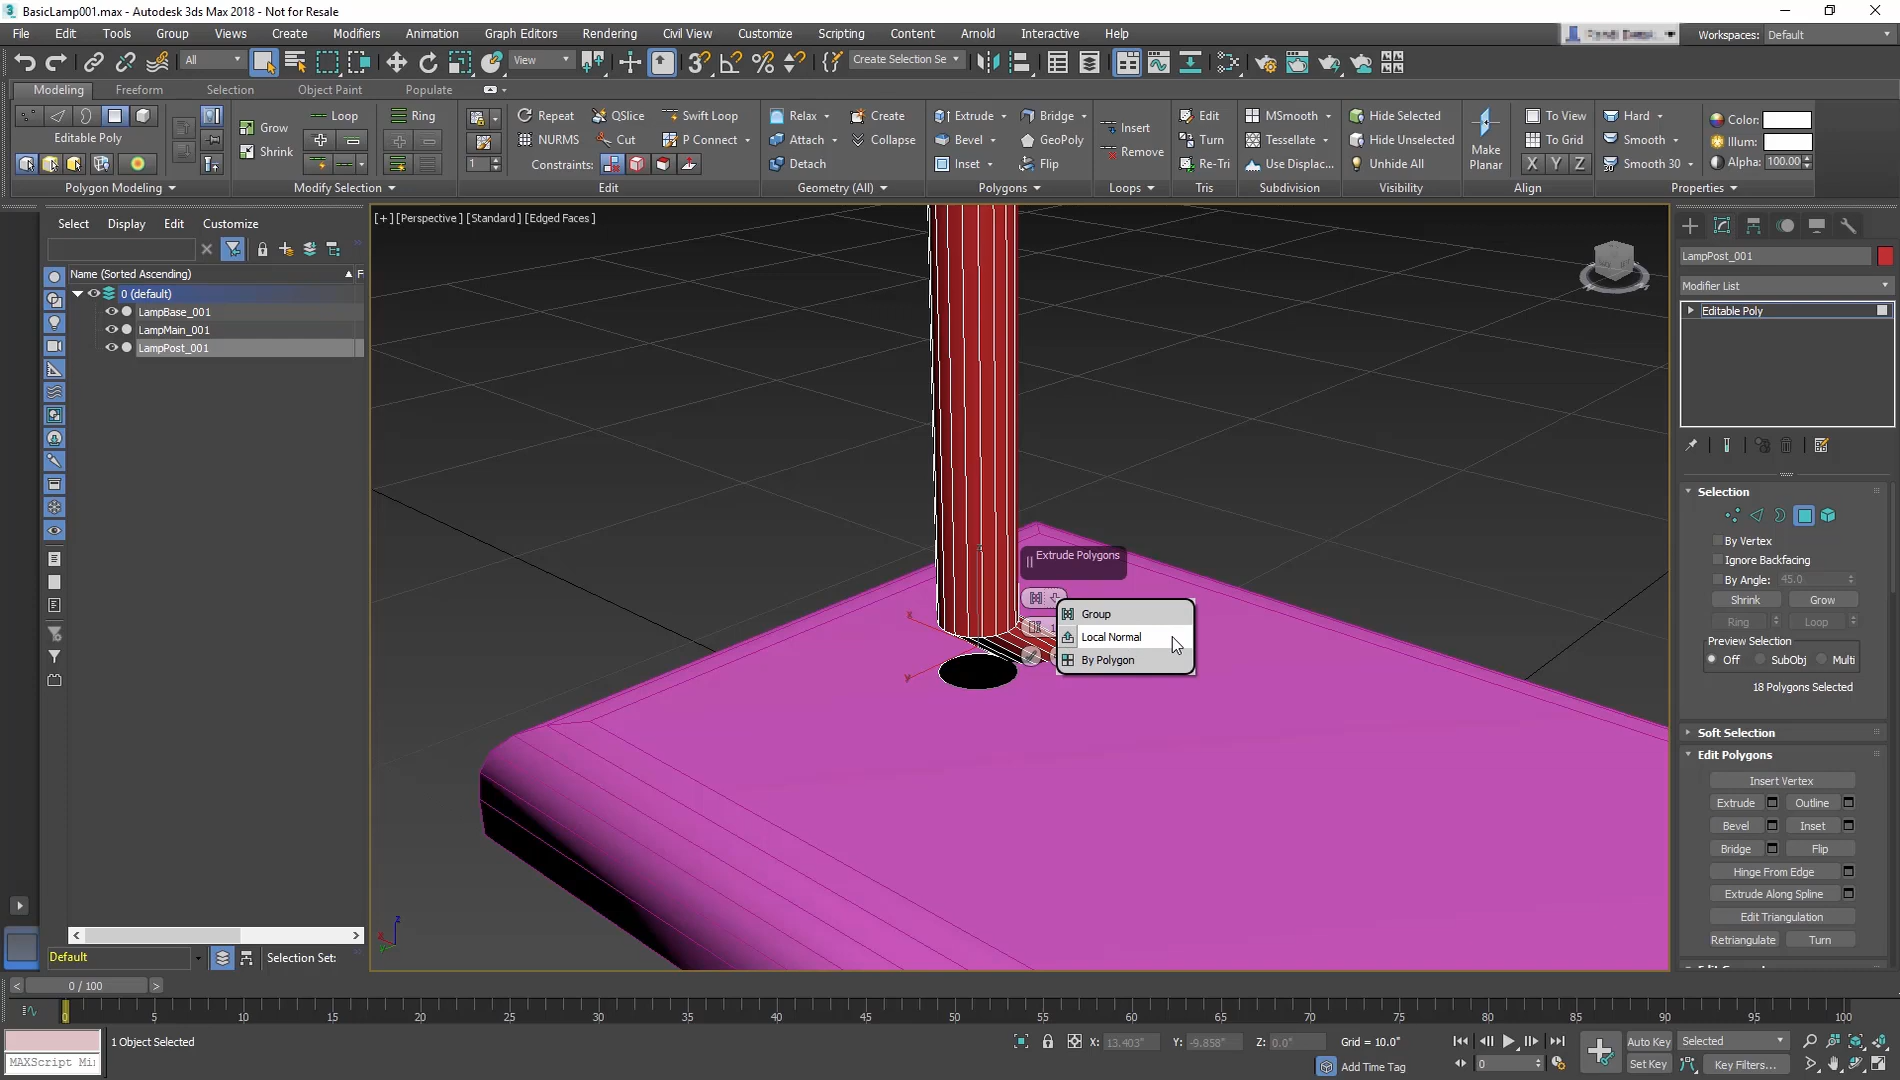 BasicLamp001.max - Autodesk 3ds Max 2018 - Not for Resale
File Edit Tools Group Views Create Modifiers Animation Graph Editors Rendering Civil View Customize Scripting Content Arnold Interactive Help
Workspaces: Default
All View Create Selection Se
Modeling Freeform Selection Object Paint Populate
Editable Poly
Polygon Modeling
Grow
Shrink
Loop
Ring
Modify Selection
1
Repeat QSlice Swift Loop
NURMS Cut P Connect
Constraints:
Edit
Relax Create
Attach Collapse
Detach
Geometry (All)
Extrude Bridge
Bevel GeoPoly
Inset Flip
Polygons
Insert
Remove
Loops
Edit
Turn
Re-Tri
Tris
MSmooth
Tessellate
Use Displac...
Subdivision
Hide Selected
Hide Unselected
Unhide All
Visibility
Make
Planar
To View
To Grid
X Y Z
Align
Hard
Smooth
Smooth 30
Color:
Illum:
Alpha: 100.00
Properties
Select Display Edit Customize
Name (Sorted Ascending) F
0 (default)
LampBase_001
LampMain_001
LampPost_001
Default
Selection Set:
[+] [Perspective] [Standard] [Edged Faces]
Extrude Polygons
Group
Local Normal
By Polygon
x
y
z
LampPost_001
Modifier List
Editable Poly
Selection
By Vertex
Ignore Backfacing
By Angle: 45.0
Shrink Grow
Ring Loop
Preview Selection
Off SubObj Multi
18 Polygons Selected
Soft Selection
Edit Polygons
Insert Vertex
Extrude Outline
Bevel Inset
Bridge Flip
Hinge From Edge
Extrude Along Spline
Edit Triangulation
Retriangulate Turn
0 / 100
0 5 10 15 20 25 30 35 40 45 50 55 60 65 70 75 80 85 90 95 100
1 Object Selected
MAXScript Mi
X: 13.403" Y: -9.858" Z: 0.0" Grid = 10.0"
Add Time Tag
0
Auto Key Selected
Set Key Key Filters...